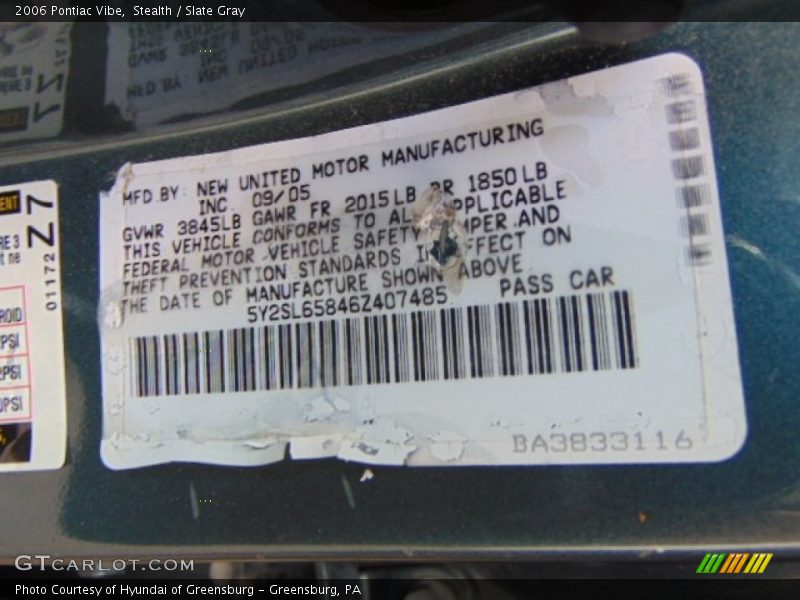 2006 Pontiac Vibe, Stealth / Slate Gray
MFD BY: NEW UNITED MOTOR MANUFACTURING
INC. 09/05
GVWR 3845LB GAWR FR 2015LB RR 1850LB
THIS VEHICLE CONFORMS TO ALL APPLICABLE
FEDERAL MOTOR VEHICLE SAFETY BUMPER AND
THEFT PREVENTION STANDARDS IN EFFECT ON
THE DATE OF MANUFACTURE SHOWN ABOVE
5Y2SL65846Z407485 PASS CAR
BA3833116
01172 Z7
GTCARLOT.COM
Photo Courtesy of Hyundai of Greensburg - Greensburg, PA